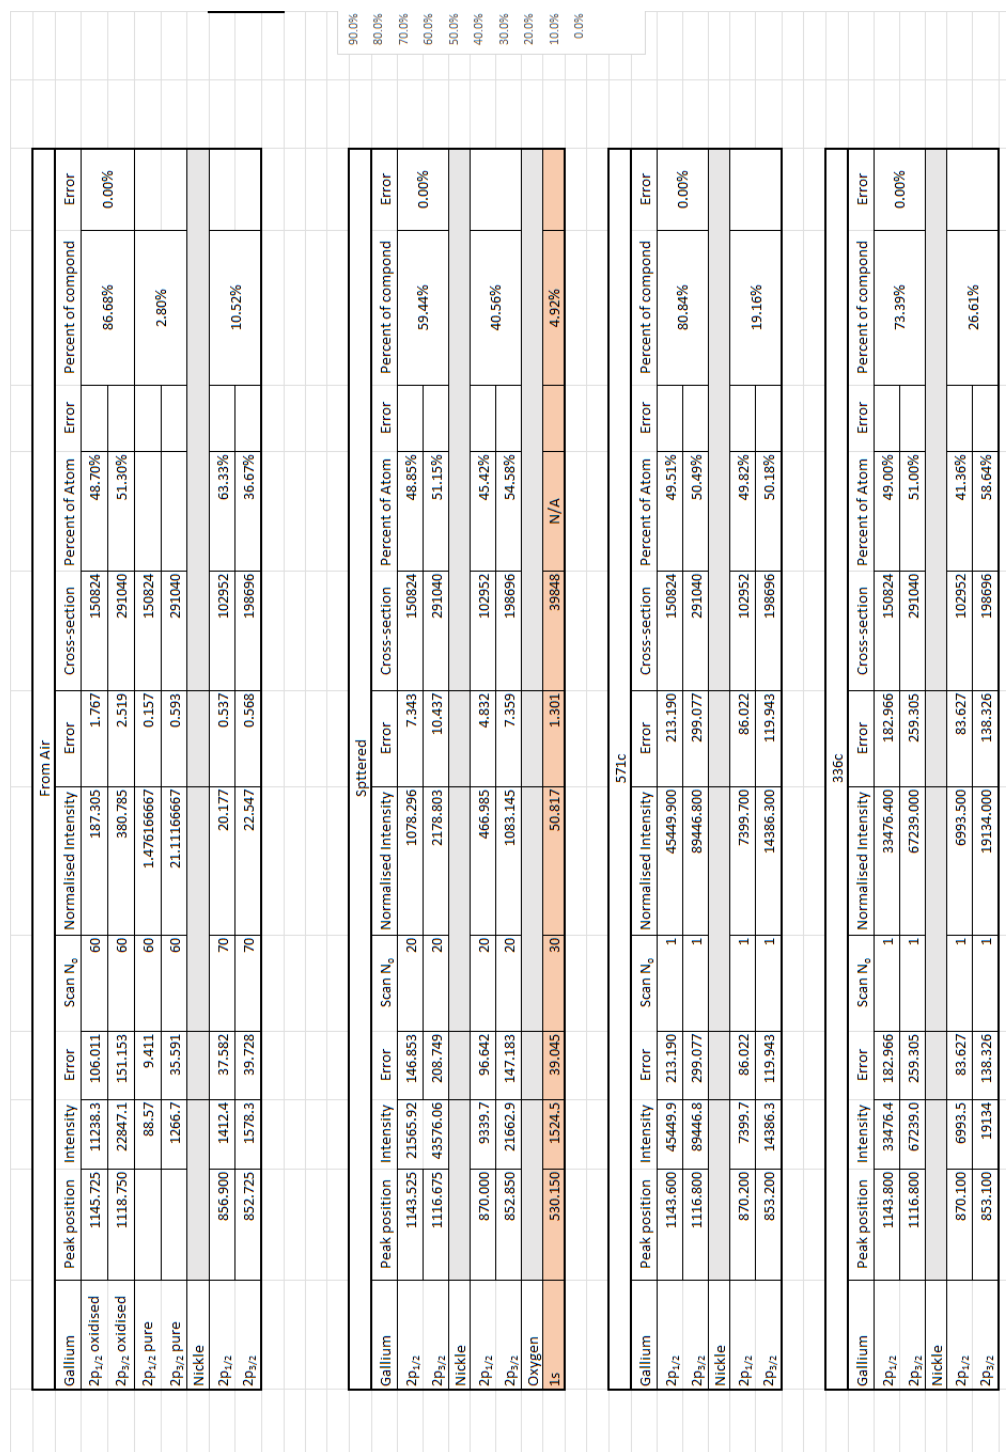 90.0%
80.0%
70.0%
60.0%
50.0%
40.0%
30.0%
20.0%
10.0%
0.0%
From Air
Gallium Peak position Intensity Error Scan Nₒ Normalised Intensity Error Cross-section Percent of Atom Error Percent of compond Error
2p1/2 oxidised 1145.725 11238.3 106.011 60 187.305 1.767 150824 48.70% 86.68% 0.00%
2p3/2 oxidised 1118.750 22847.1 151.153 60 380.785 2.519 291040 51.30%
2p1/2 pure 88.57 9.411 60 1.476166667 0.157 150824 2.80%
2p3/2 pure 1266.7 35.591 60 21.11166667 0.593 291040
Nickle
2p1/2 856.900 1412.4 37.582 70 20.177 0.537 102952 63.33% 10.52%
2p3/2 852.725 1578.3 39.728 70 22.547 0.568 198696 36.67%
Spttered
Gallium Peak position Intensity Error Scan Nₒ Normalised Intensity Error Cross-section Percent of Atom Error Percent of compond Error
2p1/2 1143.525 21565.92 146.853 20 1078.296 7.343 150824 48.85% 59.44% 0.00%
2p3/2 1116.675 43576.06 208.749 20 2178.803 10.437 291040 51.15%
Nickle
2p1/2 870.000 9339.7 96.642 20 466.985 4.832 102952 45.42% 40.56%
2p3/2 852.850 21662.9 147.183 20 1083.145 7.359 198696 54.58%
Oxygen
1s 530.150 1524.5 39.045 30 50.817 1.301 39848 N/A 4.92%
571c
Gallium Peak position Intensity Error Scan Nₒ Normalised Intensity Error Cross-section Percent of Atom Error Percent of compond Error
2p1/2 1143.600 45449.9 213.190 1 45449.900 213.190 150824 49.51% 80.84% 0.00%
2p3/2 1116.800 89446.8 299.077 1 89446.800 299.077 291040 50.49%
Nickle
2p1/2 870.200 7399.7 86.022 1 7399.700 86.022 102952 49.82% 19.16%
2p3/2 853.200 14386.3 119.943 1 14386.300 119.943 198696 50.18%
336c
Gallium Peak position Intensity Error Scan Nₒ Normalised Intensity Error Cross-section Percent of Atom Error Percent of compond Error
2p1/2 1143.800 33476.4 182.966 1 33476.400 182.966 150824 49.00% 73.39% 0.00%
2p3/2 1116.800 67239.0 259.305 1 67239.000 259.305 291040 51.00%
Nickle
2p1/2 870.100 6993.5 83.627 1 6993.500 83.627 102952 41.36% 26.61%
2p3/2 853.100 19134 138.326 1 19134.000 138.326 198696 58.64%